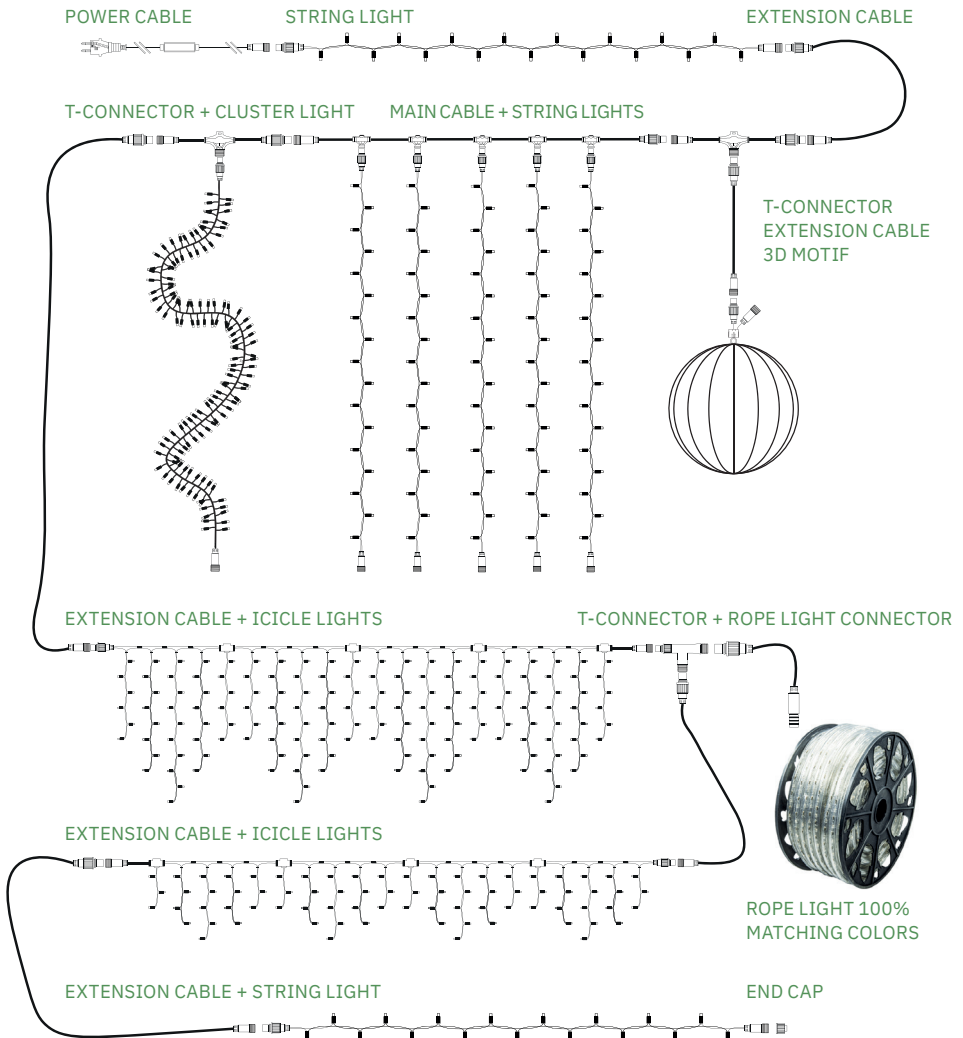 POWER CABLE
STRING LIGHT
EXTENSION CABLE
T-CONNECTOR + CLUSTER LIGHT
MAIN CABLE + STRING LIGHTS
T-CONNECTOR
EXTENSION CABLE
3D MOTIF
EXTENSION CABLE + ICICLE LIGHTS
T-CONNECTOR + ROPE LIGHT CONNECTOR
EXTENSION CABLE + ICICLE LIGHTS
ROPE LIGHT 100%
MATCHING COLORS
EXTENSION CABLE + STRING LIGHT
END CAP